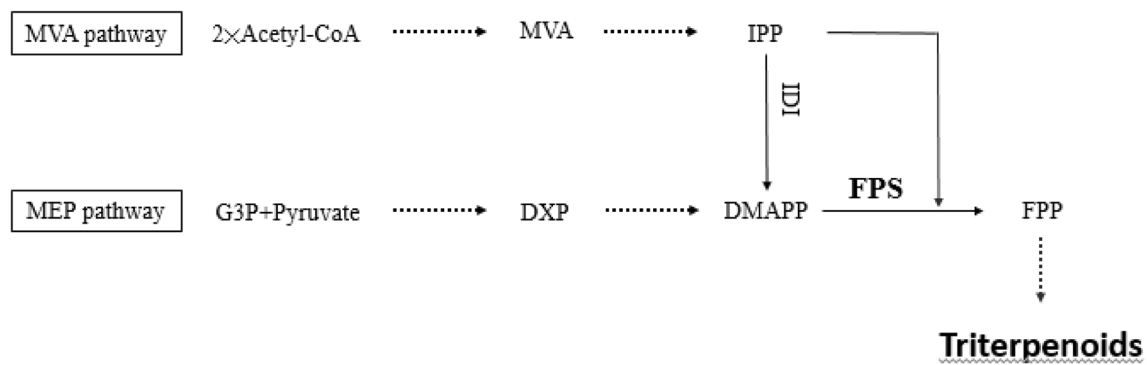 MVA pathway 2×Acetyl-CoA MVA IPP
IDI
MEP pathway G3P+Pyruvate DXP DMAPP FPS FPP
Triterpenoids